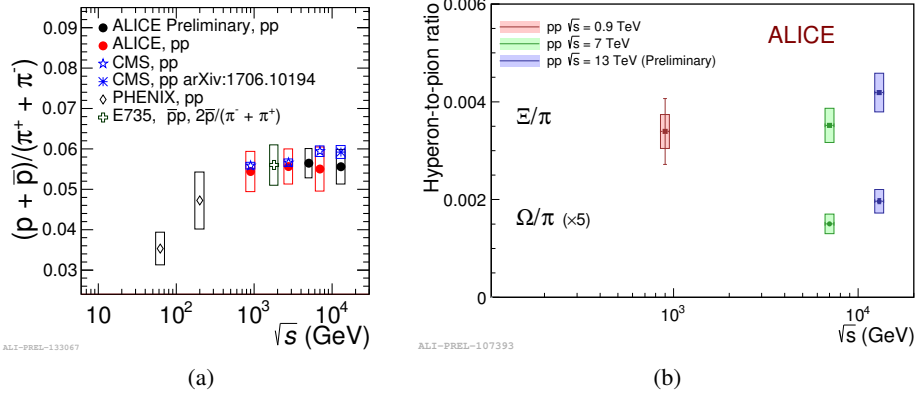 (p + p̄)/(π⁺ + π⁻)
0.09
0.08
0.07
0.06
0.05
0.04
0.03
ALICE Preliminary, pp
ALICE, pp
CMS, pp
CMS, pp arXiv:1706.10194
PHENIX, pp
E735, p̄p, 2p̄/(π⁻ + π⁺)
10 10² 10³ 10⁴
√s (GeV)
ALI-PREL-133067
(a)
Hyperon-to-pion ratio
0.006
0.004
0.002
0
pp √s = 0.9 TeV
pp √s = 7 TeV
pp √s = 13 TeV (Preliminary)
ALICE
Ξ/π
Ω/π (×5)
10³ 10⁴
√s (GeV)
ALI-PREL-107393
(b)